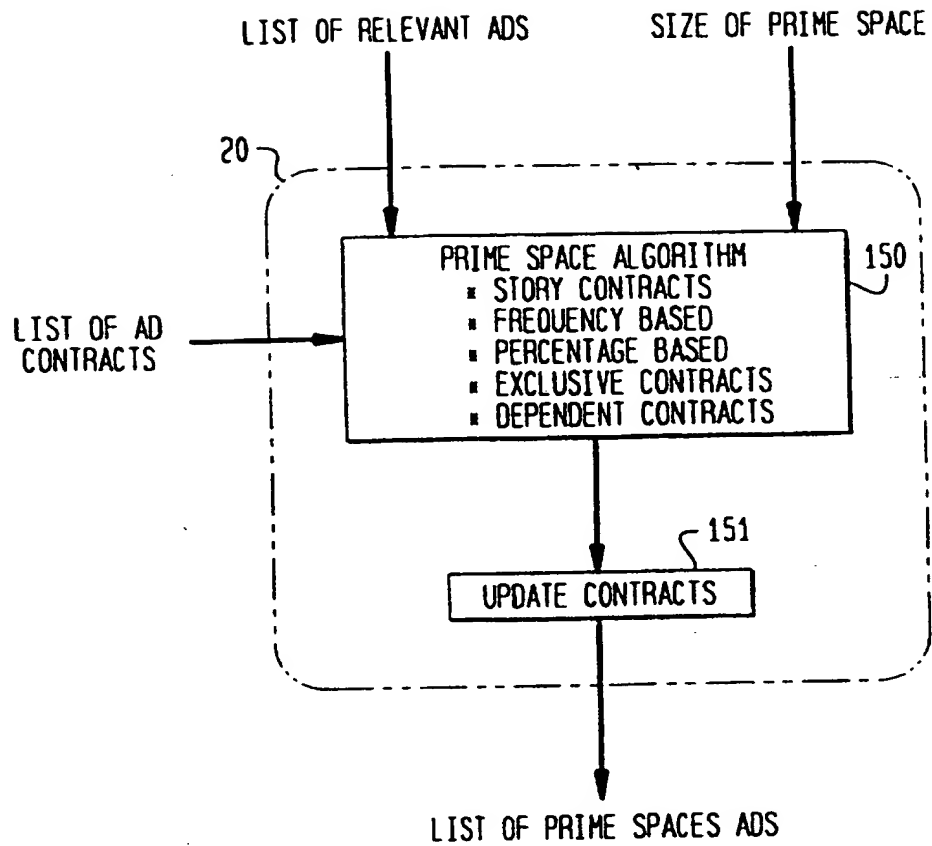 LIST OF RELEVANT ADS
SIZE OF PRIME SPACE
20
PRIME SPACE ALGORITHM
150
* STORY CONTRACTS
* FREQUENCY BASED
* PERCENTAGE BASED
* EXCLUSIVE CONTRACTS
* DEPENDENT CONTRACTS
LIST OF AD
CONTRACTS
151
UPDATE CONTRACTS
LIST OF PRIME SPACES ADS